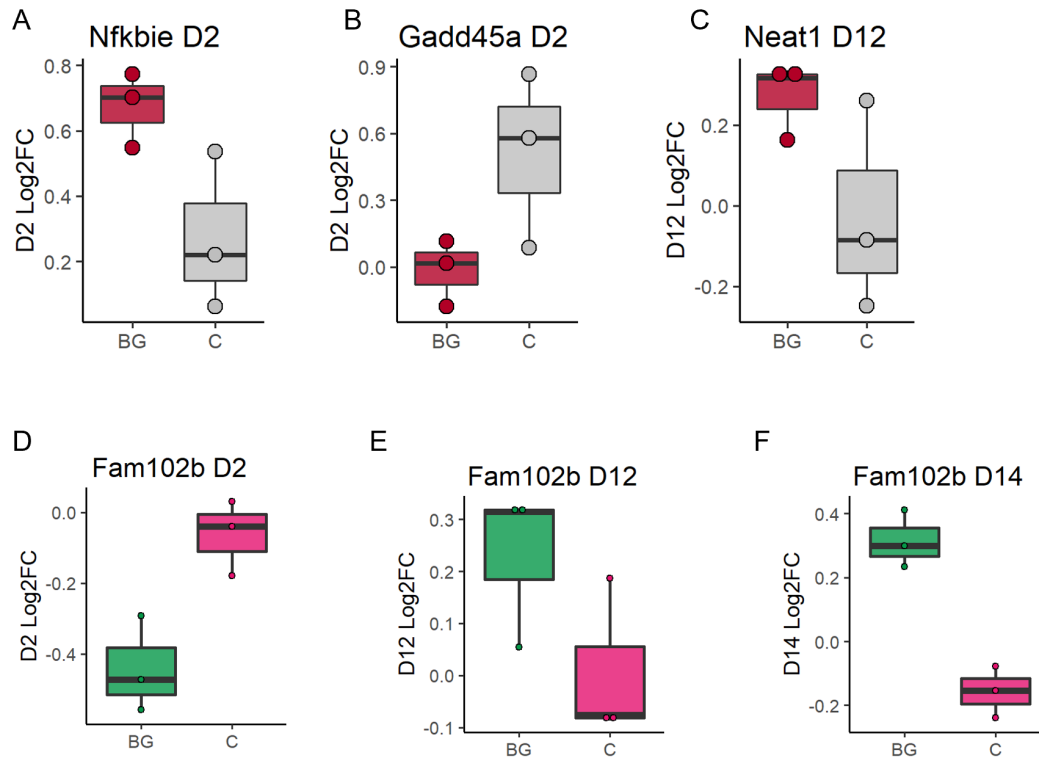 A
Nfkbie D2
D2 Log2FC
0.8
0.6
0.4
0.2
BG
C
B
Gadd45a D2
D2 Log2FC
0.9
0.6
0.3
0.0
BG
C
C
Neat1 D12
D12 Log2FC
0.2
0.0
-0.2
BG
C
D
Fam102b D2
D2 Log2FC
0.0
-0.2
-0.4
BG
C
E
Fam102b D12
D12 Log2FC
0.3
0.2
0.1
0.0
-0.1
BG
C
F
Fam102b D14
D14 Log2FC
0.4
0.2
0.0
-0.2
BG
C